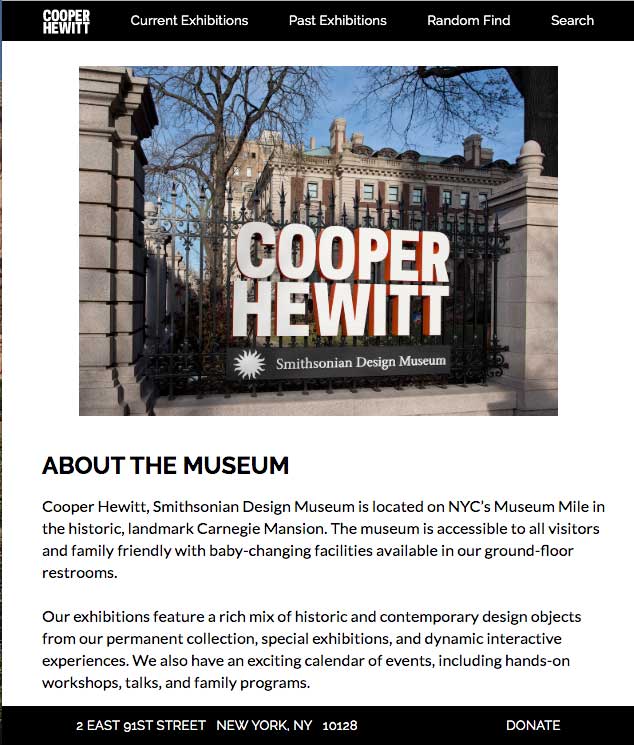 COOPER
HEWITT
Current Exhibitions Past Exhibitions Random Find Search
COOPER
HEWITT
Smithsonian Design Museum
ABOUT THE MUSEUM
Cooper Hewitt, Smithsonian Design Museum is located on NYC's Museum Mile in
the historic, landmark Carnegie Mansion. The museum is accessible to all visitors
and family friendly with baby-changing facilities available in our ground-floor
restrooms.
Our exhibitions feature a rich mix of historic and contemporary design objects
from our permanent collection, special exhibitions, and dynamic interactive
experiences. We also have an exciting calendar of events, including hands-on
workshops, talks, and family programs.
2 EAST 91ST STREET NEW YORK, NY 10128 DONATE